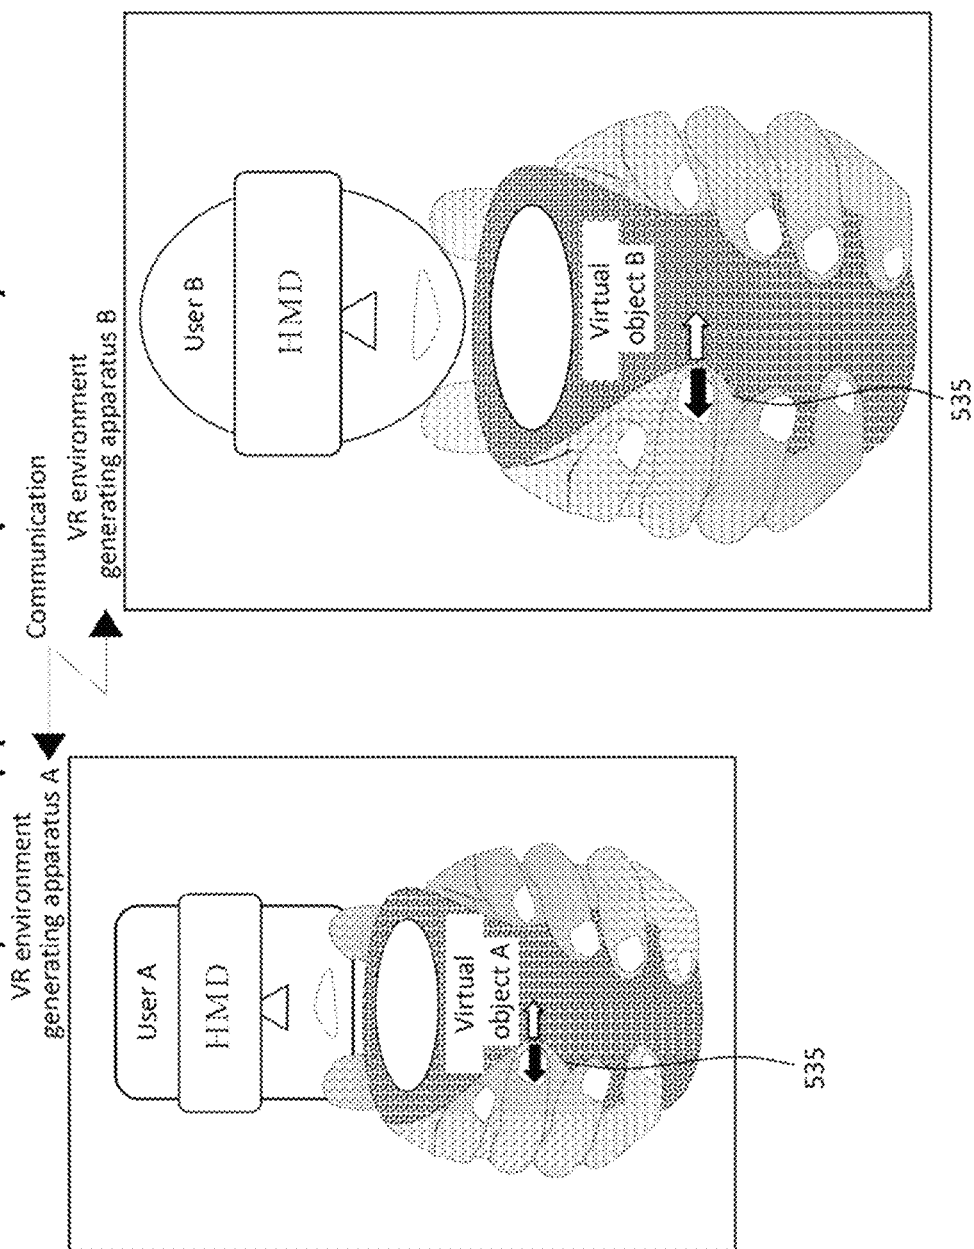 Communication
VR environment
generating apparatus A
User A
HMD
Virtual
object A
535
VR environment
generating apparatus B
User B
HMD
Virtual
object B
535